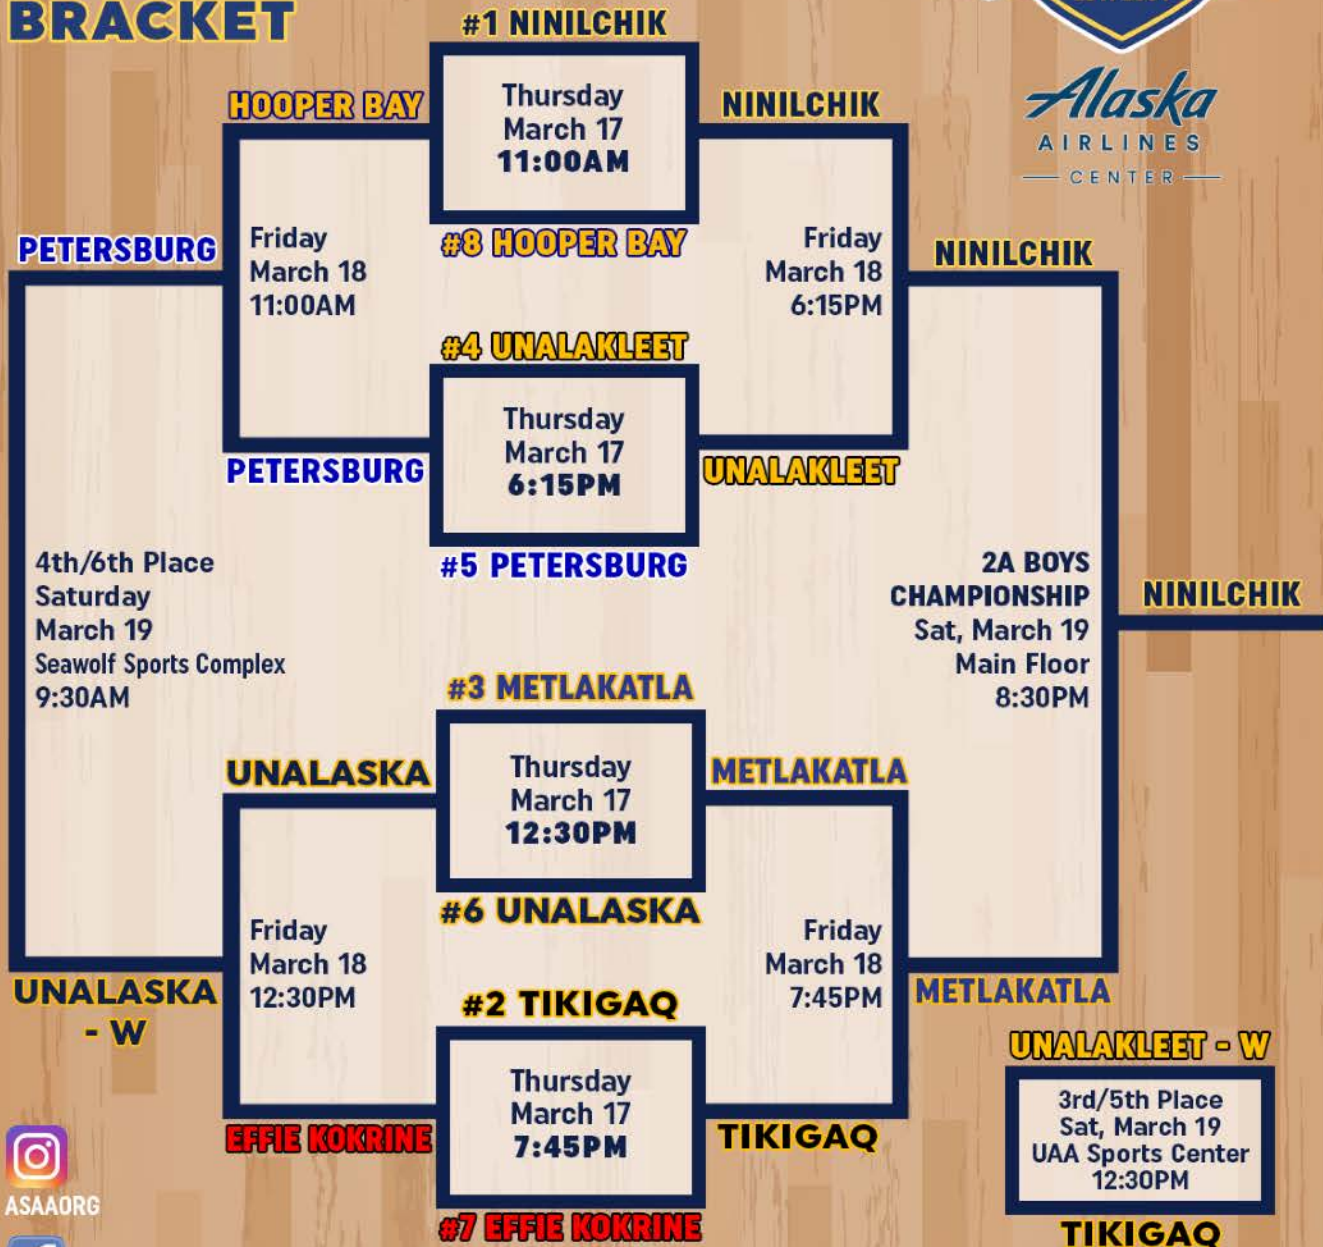 BRACKET
#1 NINILCHIK
Thursday
March 17
11:00AM
#8 HOOPER BAY
#4 UNALAKLEET
Thursday
March 17
6:15PM
#5 PETERSBURG
#3 METLAKATLA
Thursday
March 17
12:30PM
#6 UNALASKA
#2 TIKIGAQ
Thursday
March 17
7:45PM
#7 EFFIE KOKRINE
HOOPER BAY
Friday
March 18
11:00AM
PETERSBURG
UNALASKA
Friday
March 18
12:30PM
EFFIE KOKRINE
PETERSBURG
4th/6th Place
Saturday
March 19
Seawolf Sports Complex
9:30AM
UNALASKA
- W
NINILCHIK
Friday
March 18
6:15PM
UNALAKLEET
METLAKATLA
Friday
March 18
7:45PM
TIKIGAQ
NINILCHIK
2A BOYS
CHAMPIONSHIP
Sat, March 19
Main Floor
8:30PM
METLAKATLA
NINILCHIK
UNALAKLEET - W
3rd/5th Place
Sat, March 19
UAA Sports Center
12:30PM
TIKIGAQ
Alaska
AIRLINES
CENTER
ASAAORG